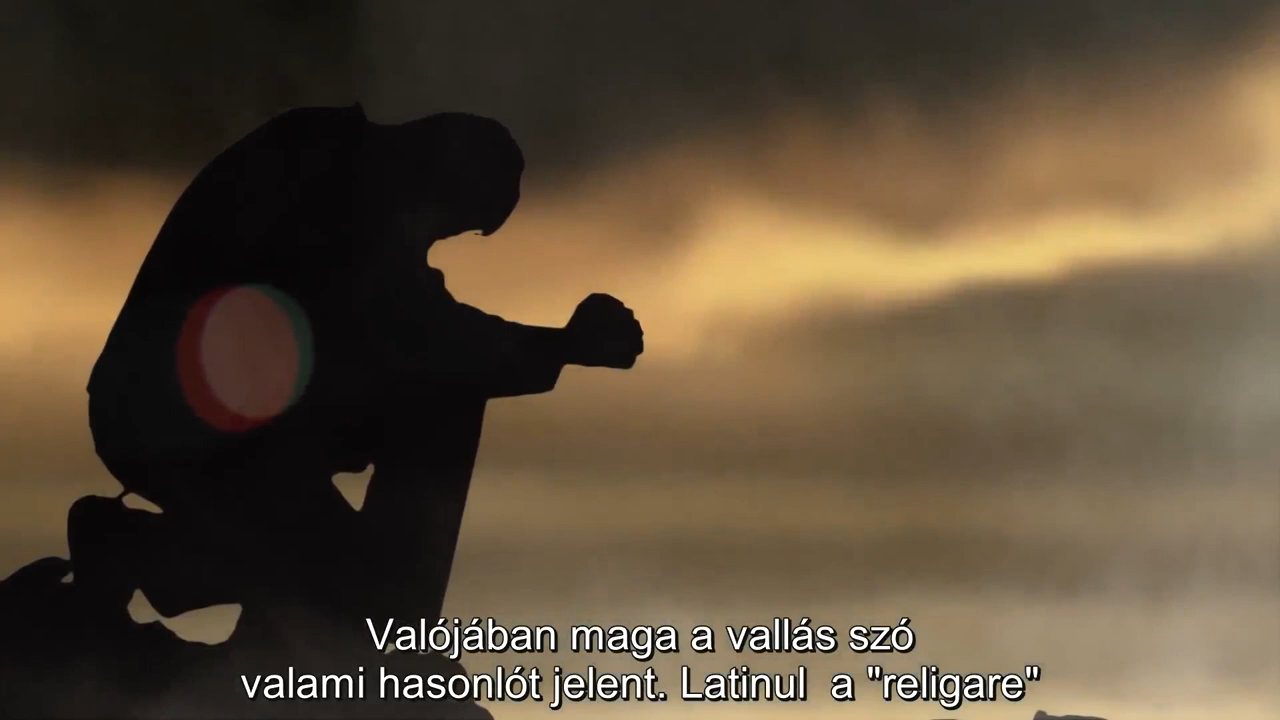 Valójában maga a vallás szó
valami hasonlót jelent. Latinul  a "religare"